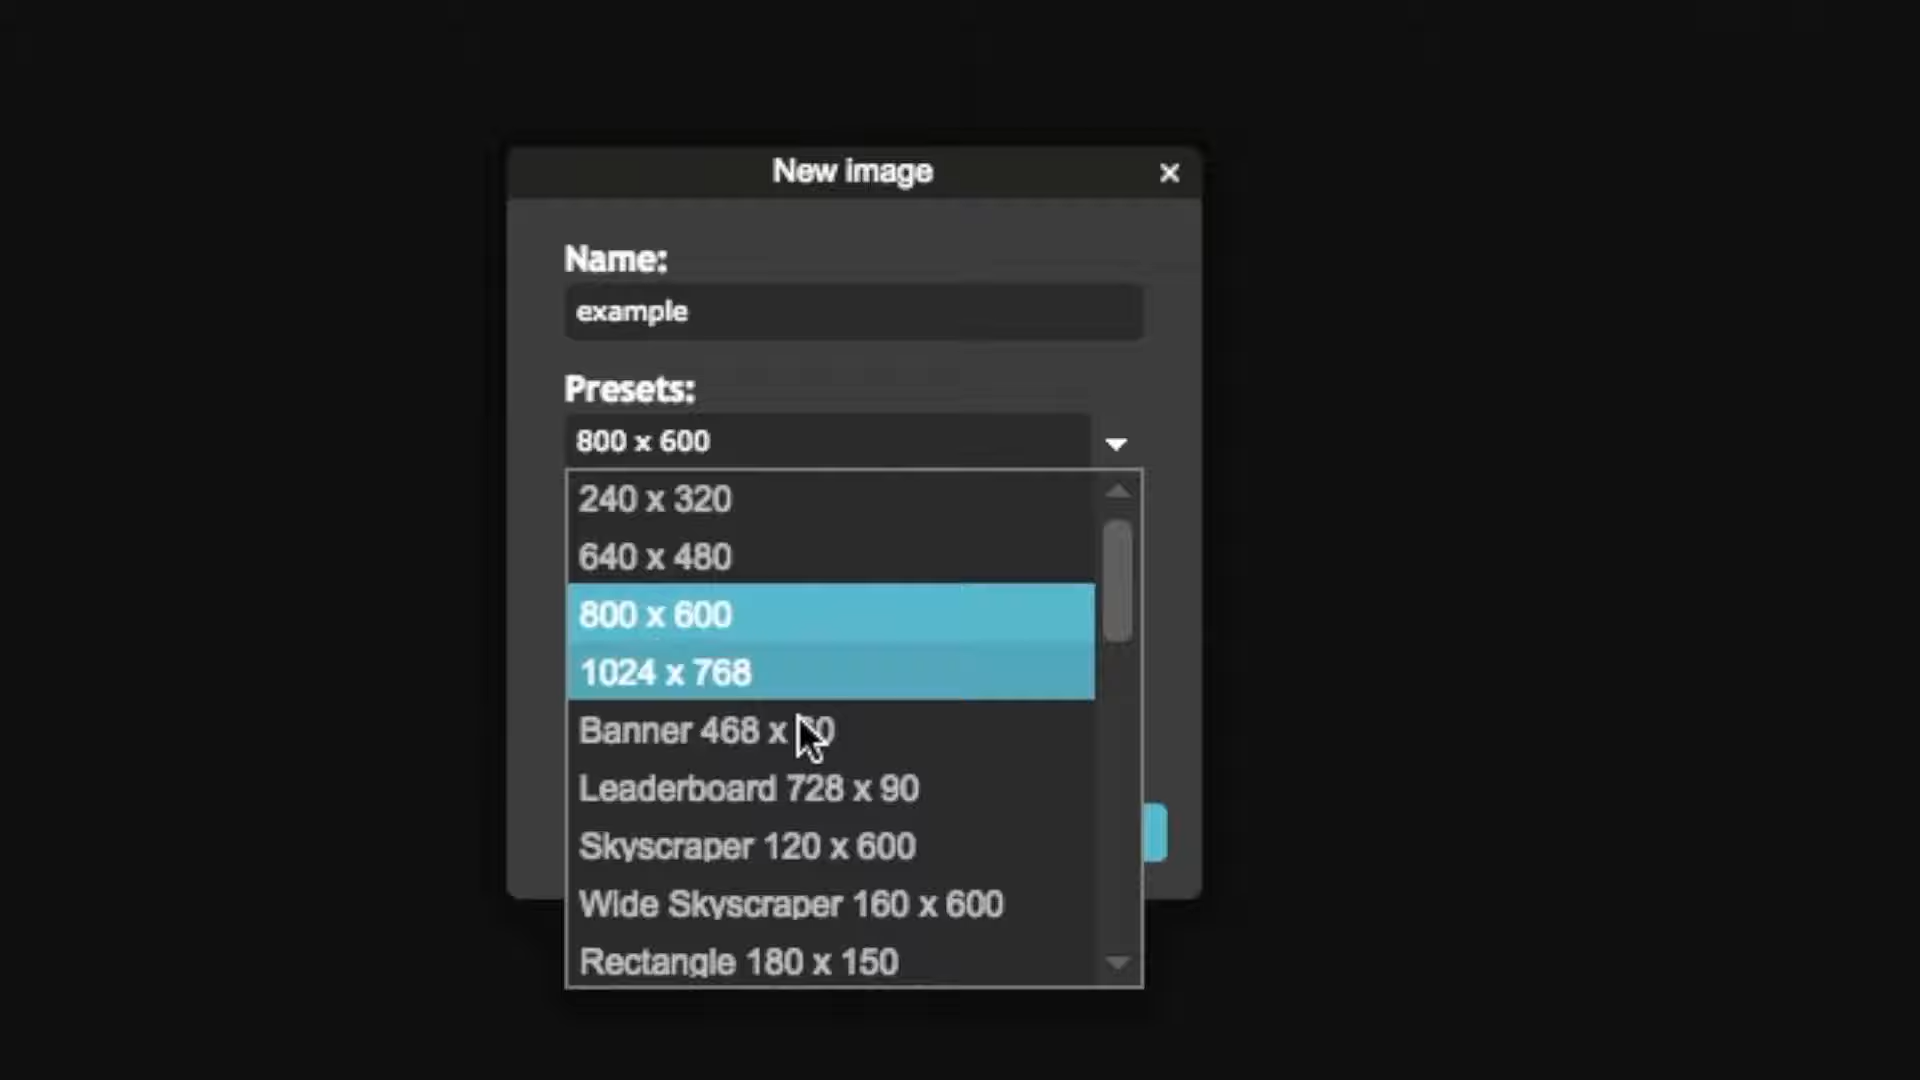 New image
Name:
example
Presets:
800 x 600
240 x 320
640 x 480
800 x 600
1024 x 768
Banner 468 x
Leaderboard 728 x 90
Skyscraper 120 x 600
Wide Skyscraper 160 x 600
Rectangle 180 x 150